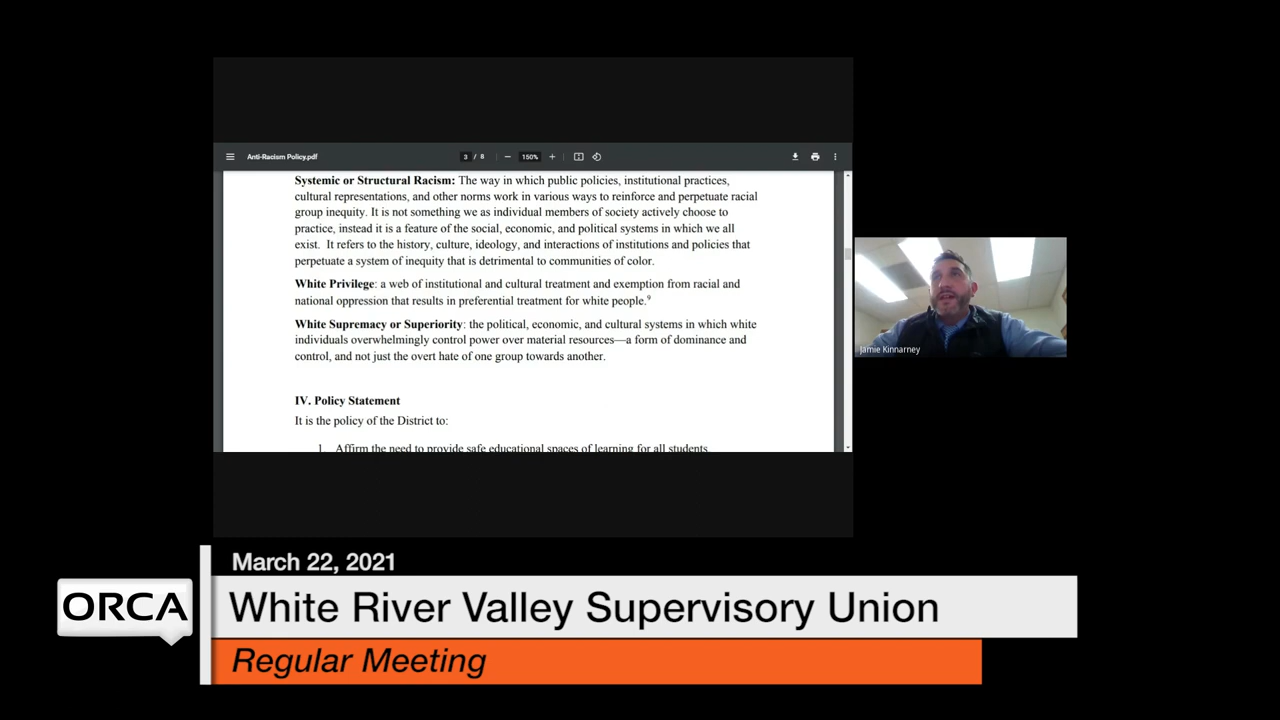 Anti-Racism Policy.pdf
3 / 8
150%
Systemic or Structural Racism: The way in which public policies, institutional practices,
cultural representations, and other norms work in various ways to reinforce and perpetuate racial
group inequity. It is not something we as individual members of society actively choose to
practice, instead it is a feature of the social, economic, and political systems in which we all
exist. It refers to the history, culture, ideology, and interactions of institutions and policies that
perpetuate a system of inequity that is detrimental to communities of color.
White Privilege: a web of institutional and cultural treatment and exemption from racial and
national oppression that results in preferential treatment for white people.9
White Supremacy or Superiority: the political, economic, and cultural systems in which white
individuals overwhelmingly control power over material resources—a form of dominance and
control, and not just the overt hate of one group towards another.
IV. Policy Statement
It is the policy of the District to:
1. Affirm the need to provide safe educational spaces of learning for all students
Jamie Kinnarney
March 22, 2021
ORCA
White River Valley Supervisory Union
Regular Meeting